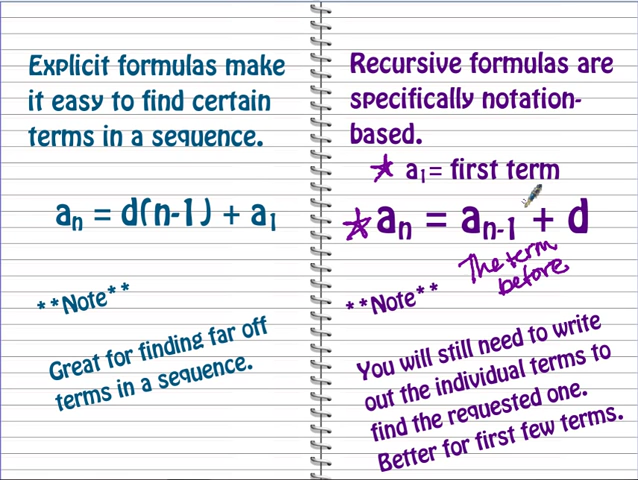 Explicit formulas make
it easy to find certain
terms in a sequence.
aₙ = d(n-1) + a₁
**Note**
Great for finding far off
terms in a sequence.
Recursive formulas are
specifically notation-
based.
☆ a₁= first term
☆ aₙ = aₙ₋₁ + d
The term
before
**Note**
You will still need to write
out the individual terms to
find the requested one.
Better for first few terms.